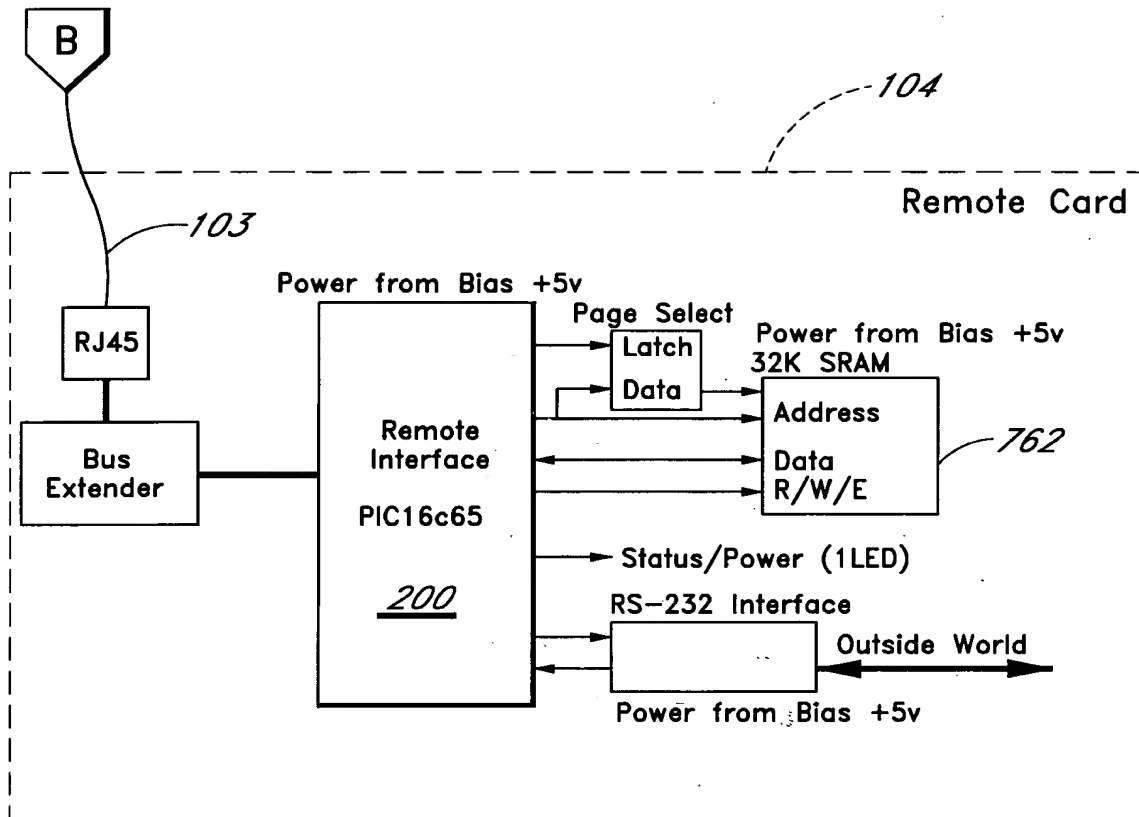 B
104
Remote Card
103
Power from Bias +5v
Page Select
RJ45
Latch
Data
Power from Bias +5v
32K SRAM
Address
Data
R/W/E
762
Remote
Interface
PIC16c65
200
Bus
Extender
Status/Power (1LED)
RS-232 Interface
Outside World
Power from Bias +5v